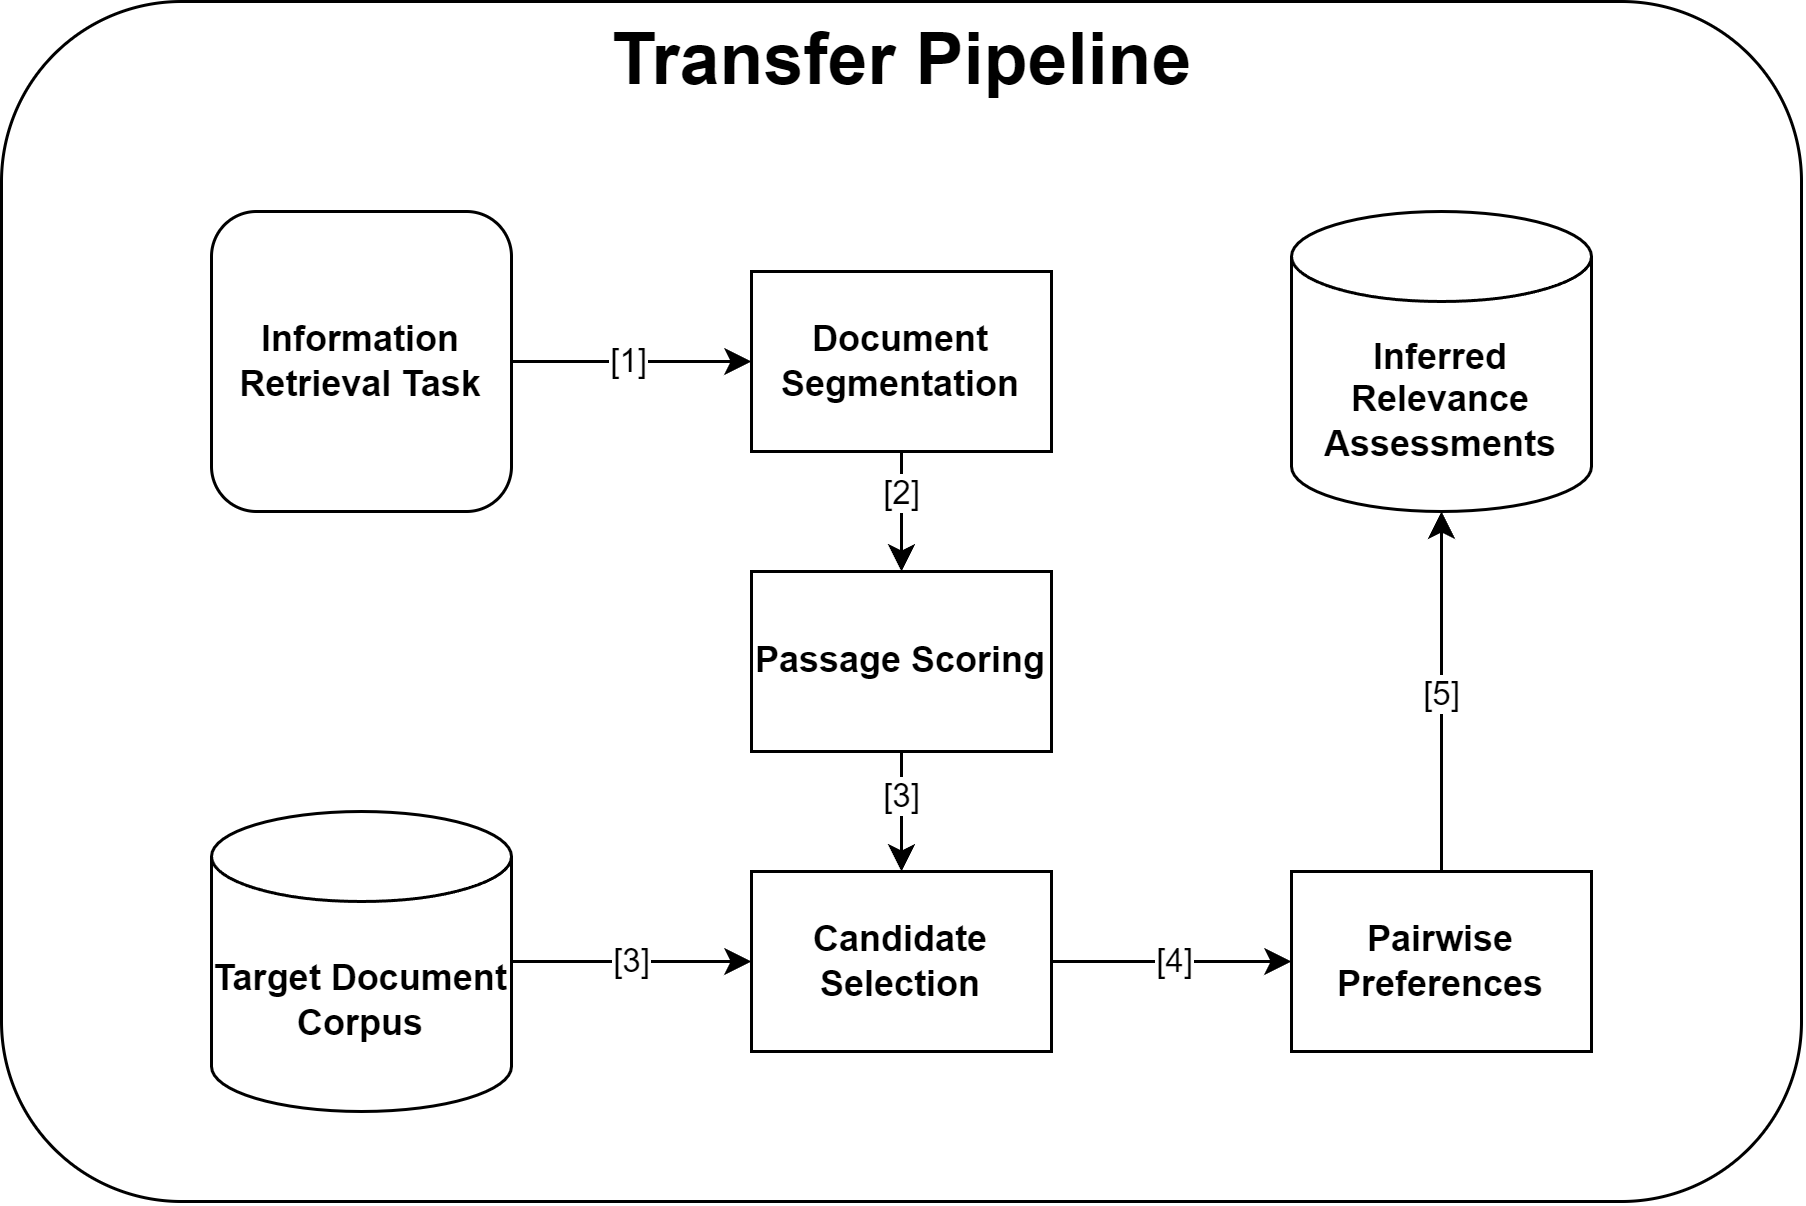 Transfer Pipeline
Information
Retrieval Task
[1]
Document
Segmentation
[2]
Passage Scoring
[3]
Target Document
Corpus
[3]
Candidate
Selection
[4]
Pairwise
Preferences
[5]
Inferred
Relevance
Assessments